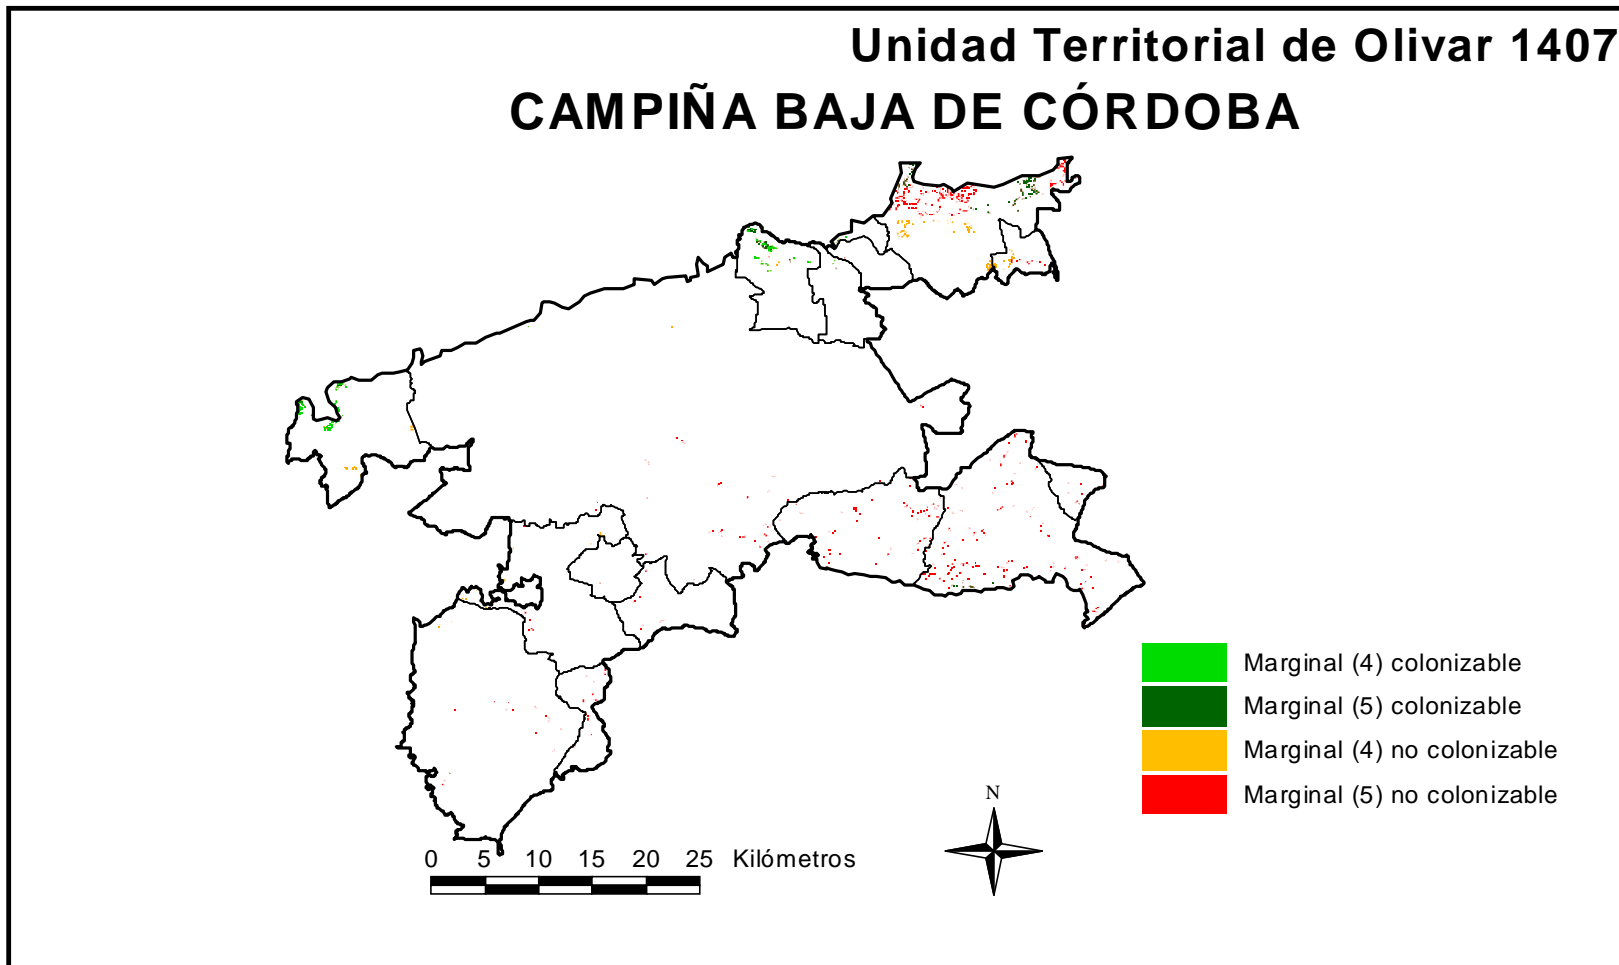 Unidad Territorial de Olivar 1407
CAMPIÑA BAJA DE CÓRDOBA
Marginal (4) colonizable
Marginal (5) colonizable
Marginal (4) no colonizable
Marginal (5) no colonizable
N
0 5 10 15 20 25 Kilómetros